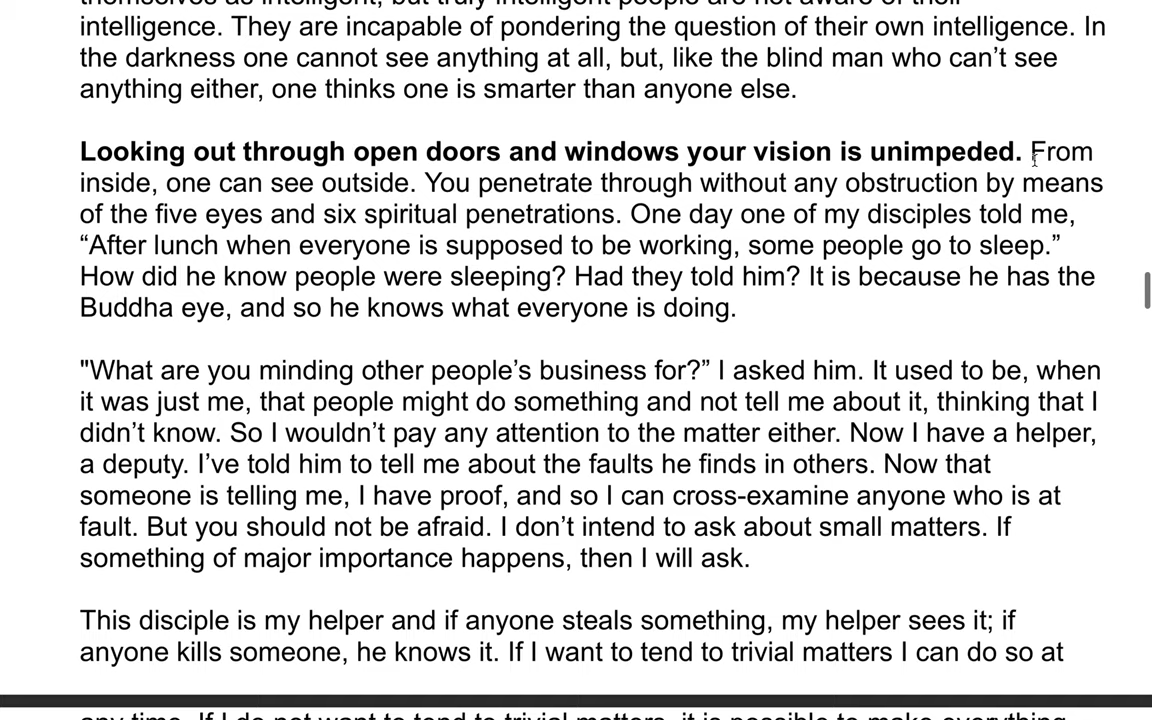 intelligence. They are incapable of pondering the question of their own intelligence. In
the darkness one cannot see anything at all, but, like the blind man who can’t see
anything either, one thinks one is smarter than anyone else.
Looking out through open doors and windows your vision is unimpeded. From
inside, one can see outside. You penetrate through without any obstruction by means
of the five eyes and six spiritual penetrations. One day one of my disciples told me,
“After lunch when everyone is supposed to be working, some people go to sleep.”
How did he know people were sleeping? Had they told him? It is because he has the
Buddha eye, and so he knows what everyone is doing.
"What are you minding other people’s business for?” I asked him. It used to be, when
it was just me, that people might do something and not tell me about it, thinking that I
didn’t know. So I wouldn’t pay any attention to the matter either. Now I have a helper,
a deputy. I’ve told him to tell me about the faults he finds in others. Now that
someone is telling me, I have proof, and so I can cross-examine anyone who is at
fault. But you should not be afraid. I don’t intend to ask about small matters. If
something of major importance happens, then I will ask.
This disciple is my helper and if anyone steals something, my helper sees it; if
anyone kills someone, he knows it. If I want to tend to trivial matters I can do so at